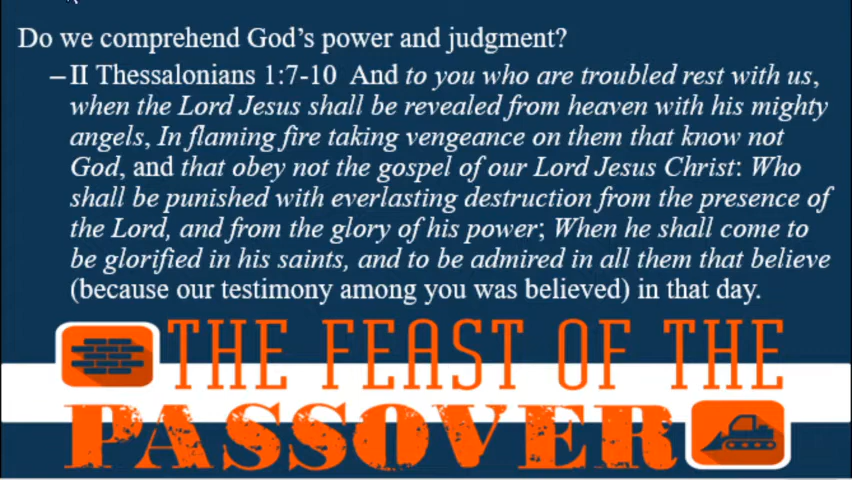 Do we comprehend God's power and judgment?
– II Thessalonians 1:7-10 And to you who are troubled rest with us,
when the Lord Jesus shall be revealed from heaven with his mighty
angels, In flaming fire taking vengeance on them that know not
God, and that obey not the gospel of our Lord Jesus Christ: Who
shall be punished with everlasting destruction from the presence of
the Lord, and from the glory of his power; When he shall come to
be glorified in his saints, and to be admired in all them that believe
(because our testimony among you was believed) in that day.
THE FEAST OF THE
PASSOVER